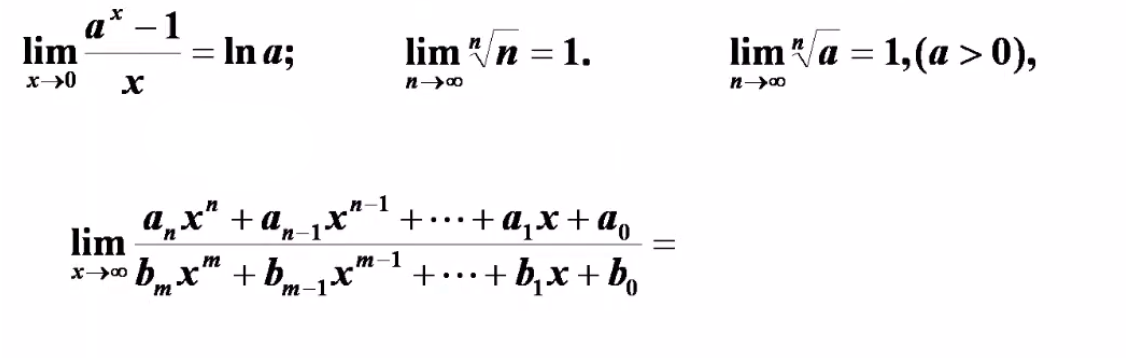 lim_{x→0} (a^x − 1)/x = ln a; lim_{n→∞} ⁿ√n = 1. lim_{n→∞} ⁿ√a = 1,(a > 0),
lim_{x→∞} (a_n x^n + a_{n−1} x^{n−1} + ⋯ + a_1 x + a_0)/(b_m x^m + b_{m−1} x^{m−1} + ⋯ + b_1 x + b_0) =